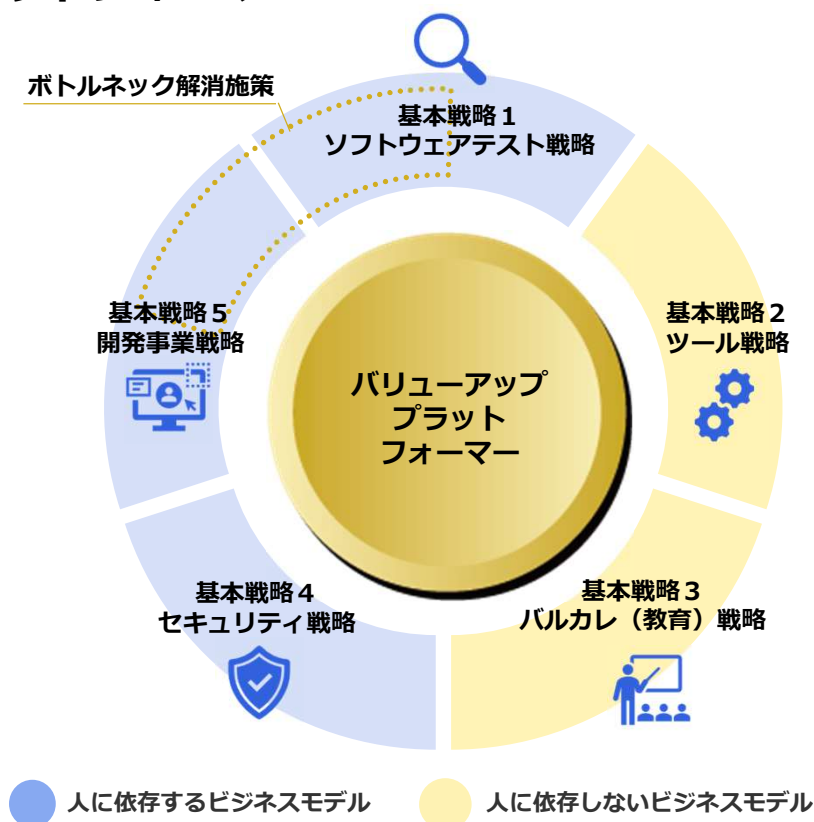 ボトルネック解消施策
基本戦略１
ソフトウェアテスト戦略
基本戦略２
ツール戦略
基本戦略３
バルカレ（教育）戦略
基本戦略４
セキュリティ戦略
基本戦略５
開発事業戦略
バリューアップ
プラット
フォーマー
人に依存するビジネスモデル
人に依存しないビジネスモデル